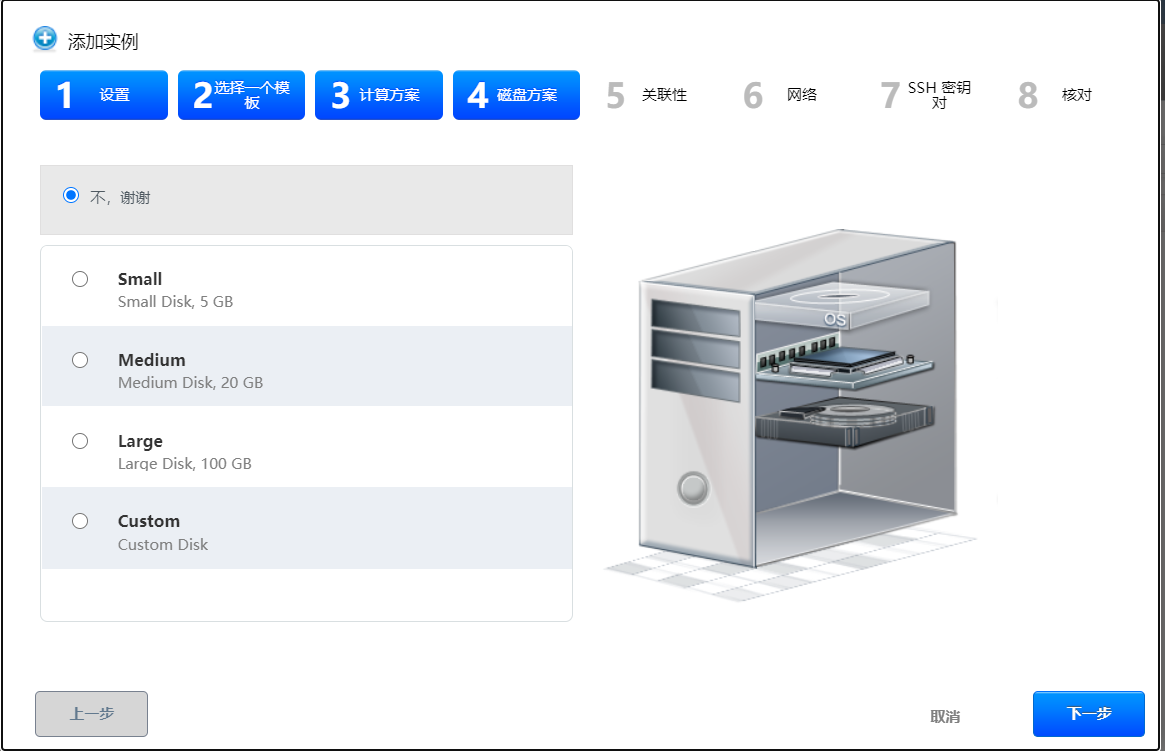 添加实例
1 设置
2 选择一个模
板
3 计算方案
4 磁盘方案
5 关联性
6 网络
7 SSH 密钥
对
8 核对
不，谢谢
Small
Small Disk, 5 GB
Medium
Medium Disk, 20 GB
Large
Large Disk, 100 GB
Custom
Custom Disk
OS
上一步
取消
下一步